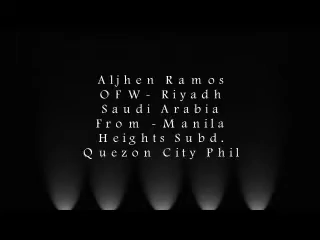 Aljhen Ramos
OFW- Riyadh
Saudi Arabia
From -Manila
Heights Subd.
Quezon City Phil